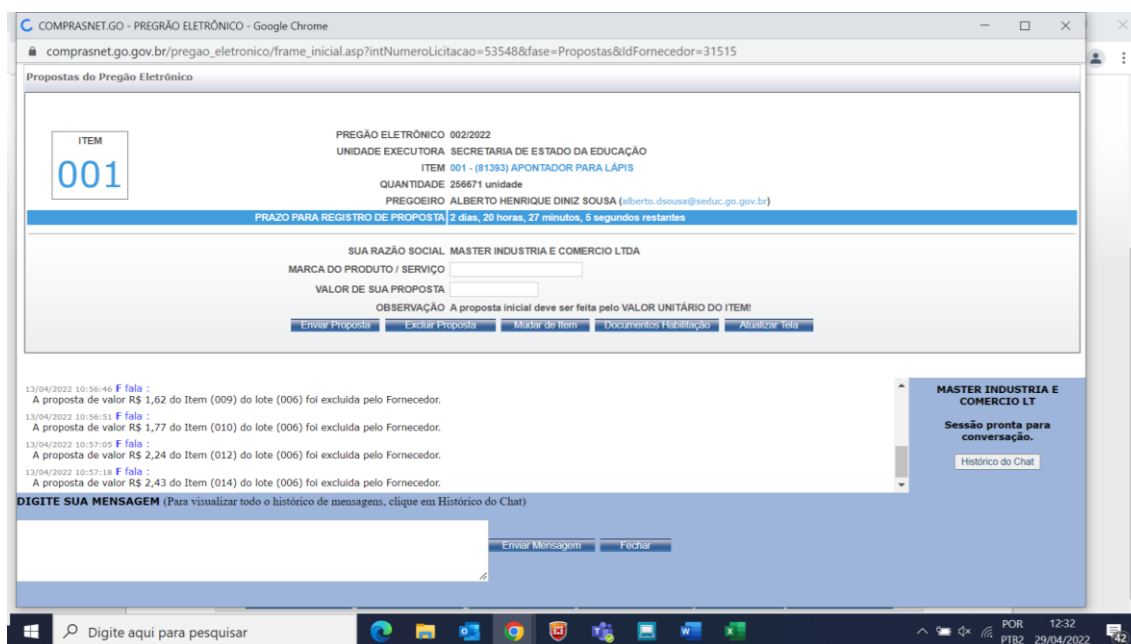 COMPRASNET.GO - PREGRÃO ELETRÔNICO - Google Chrome
comprasnet.go.gov.br/pregao_eletronico/frame_inicial.asp?intNumeroLicitacao=53548&fase=Propostas&IdFornecedor=31515
Propostas do Pregão Eletrônico
ITEM
001
PREGÃO ELETRÔNICO 002/2022
UNIDADE EXECUTORA SECRETARIA DE ESTADO DA EDUCAÇÃO
ITEM 001 - (81393) APONTADOR PARA LÁPIS
QUANTIDADE 256671 unidade
PREGOEIRO ALBERTO HENRIQUE DINIZ SOUSA (alberto.dsousa@seduc.go.gov.br)
PRAZO PARA REGISTRO DE PROPOSTA 2 dias, 20 horas, 27 minutos, 5 segundos restantes
SUA RAZÃO SOCIAL MASTER INDUSTRIA E COMERCIO LTDA
MARCA DO PRODUTO / SERVIÇO
VALOR DE SUA PROPOSTA
OBSERVAÇÃO A proposta inicial deve ser feita pelo VALOR UNITÁRIO DO ITEM!
Enviar Proposta Excluir Proposta Mudar de Item Documentos Habilitação Atualizar Tela
13/04/2022 10:56:46 F fala :
A proposta de valor R$ 1,62 do Item (009) do lote (006) foi excluida pelo Fornecedor.
13/04/2022 10:56:51 F fala :
A proposta de valor R$ 1,77 do Item (010) do lote (006) foi excluida pelo Fornecedor.
13/04/2022 10:57:05 F fala :
A proposta de valor R$ 2,24 do Item (012) do lote (006) foi excluida pelo Fornecedor.
13/04/2022 10:57:18 F fala :
A proposta de valor R$ 2,43 do Item (014) do lote (006) foi excluida pelo Fornecedor.
MASTER INDUSTRIA E
COMERCIO LT
Sessão pronta para
conversação.
Histórico do Chat
DIGITE SUA MENSAGEM (Para visualizar todo o histórico de mensagens, clique em Histórico do Chat)
Enviar Mensagem Fechar
Digite aqui para pesquisar
POR
PTB2
12:32
29/04/2022
42